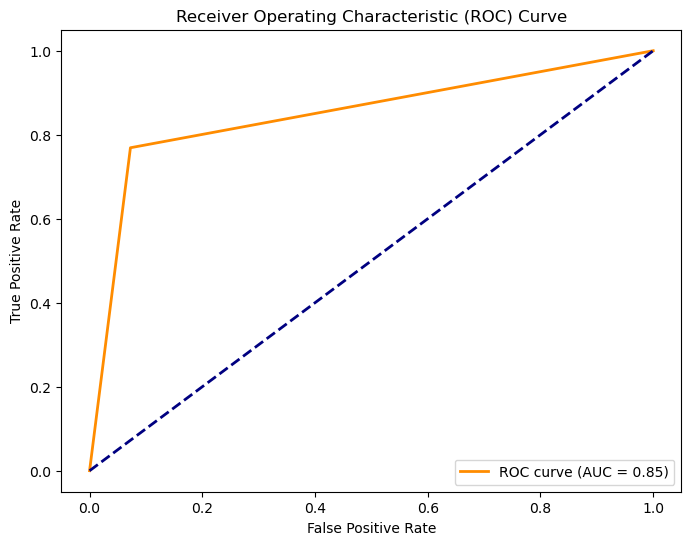 Receiver Operating Characteristic (ROC) Curve
True Positive Rate
1.0
0.8
0.6
0.4
0.2
0.0
ROC curve (AUC = 0.85)
0.0 0.2 0.4 0.6 0.8 1.0
False Positive Rate